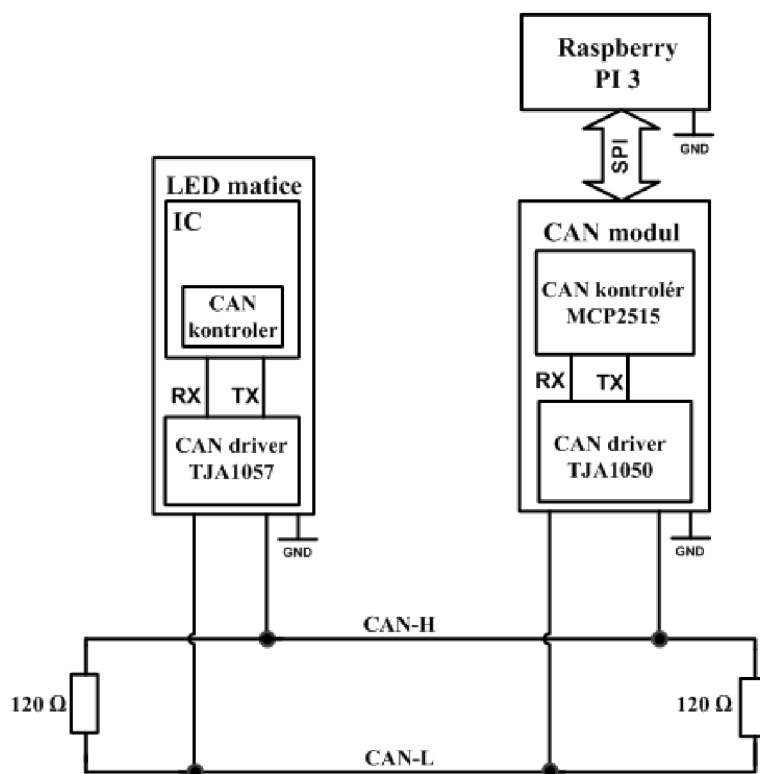 Raspberry
PI 3
GND
SPI
LED matice
IC
CAN
kontroler
RX TX
CAN driver
TJA1057
GND
CAN modul
CAN kontrolér
MCP2515
RX TX
CAN driver
TJA1050
GND
CAN-H
120 Ω
120 Ω
CAN-L